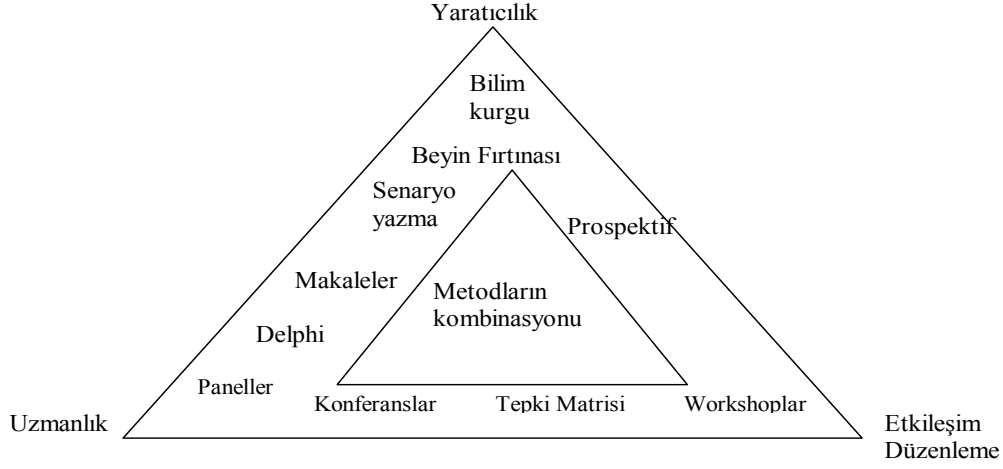 Yaratıcılık
Bilim
kurgu
Beyin Fırtınası
Senaryo
yazma
Prospektif
Makaleler
Metodların
kombinasyonu
Delphi
Paneller
Konferanslar
Tepki Matrisi
Workshoplar
Uzmanlık
Etkileşim
Düzenleme